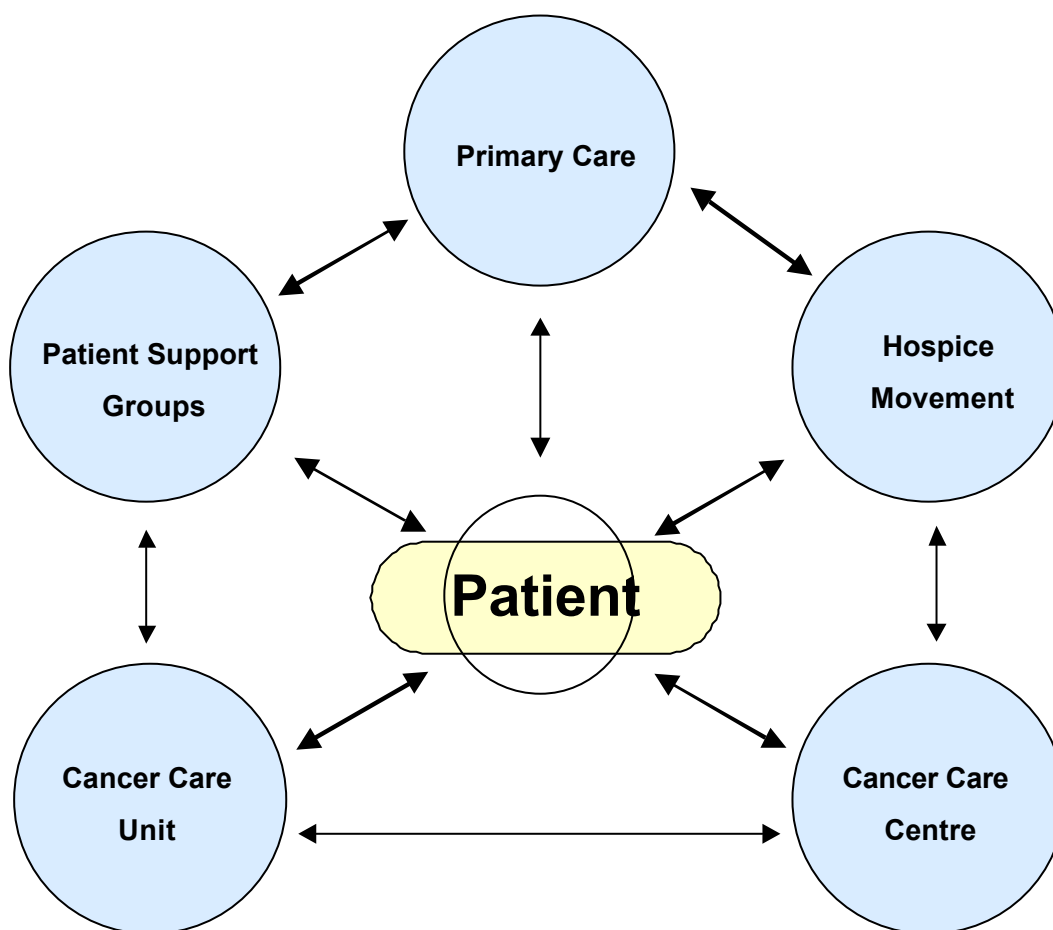 Primary Care
Patient Support
Groups
Hospice
Movement
Patient
Cancer Care
Unit
Cancer Care
Centre